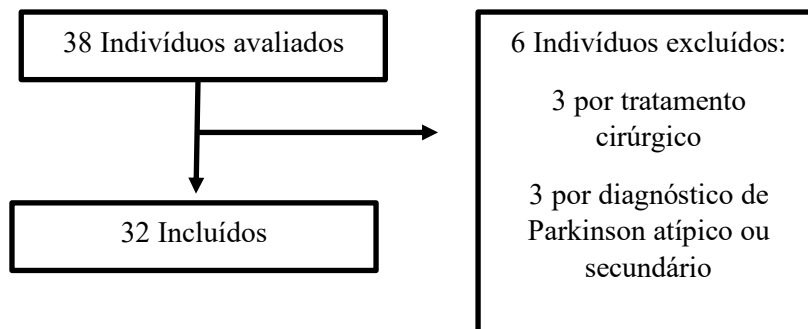 38 Indivíduos avaliados
6 Indivíduos excluídos:
3 por tratamento
cirúrgico
3 por diagnóstico de
Parkinson atípico ou
secundário
32 Incluídos